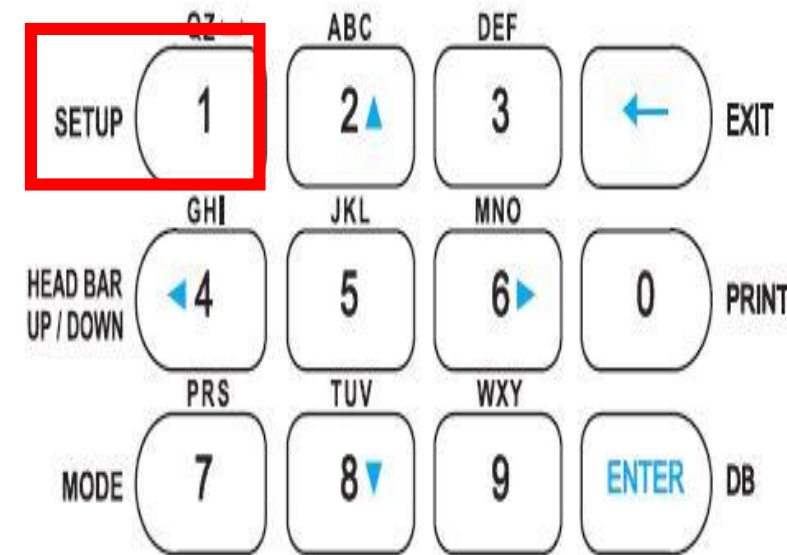 QZ ABC DEF
SETUP 1 2 3 EXIT
GHI JKL MNO
HEAD BAR
UP / DOWN 4 5 6 0 PRINT
PRS TUV WXY
MODE 7 8 9 ENTER DB